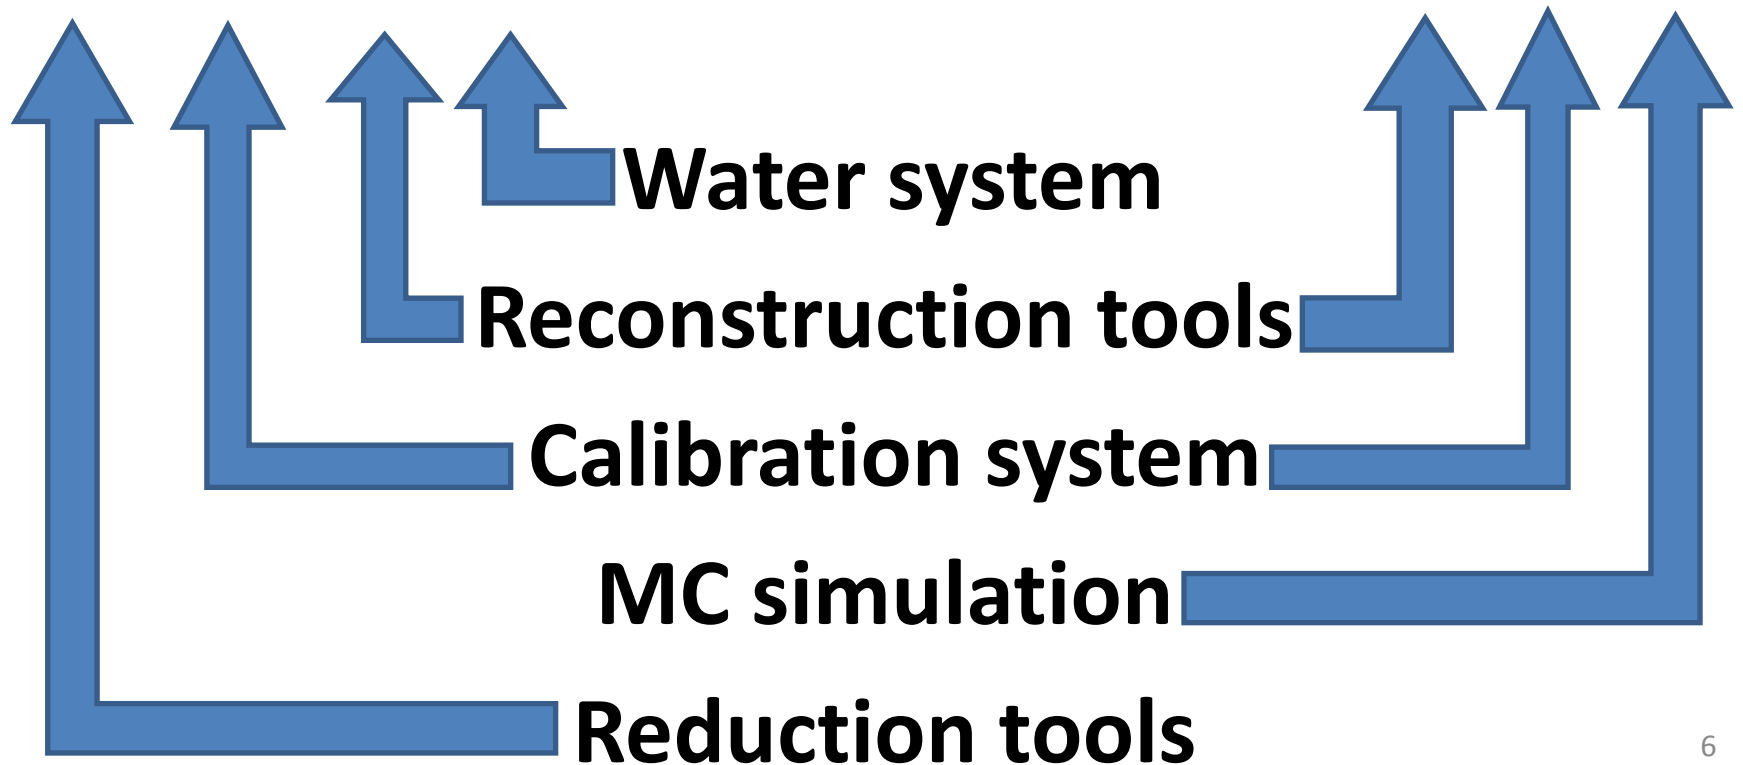 Water system
Reconstruction tools
Calibration system
MC simulation
Reduction tools
6